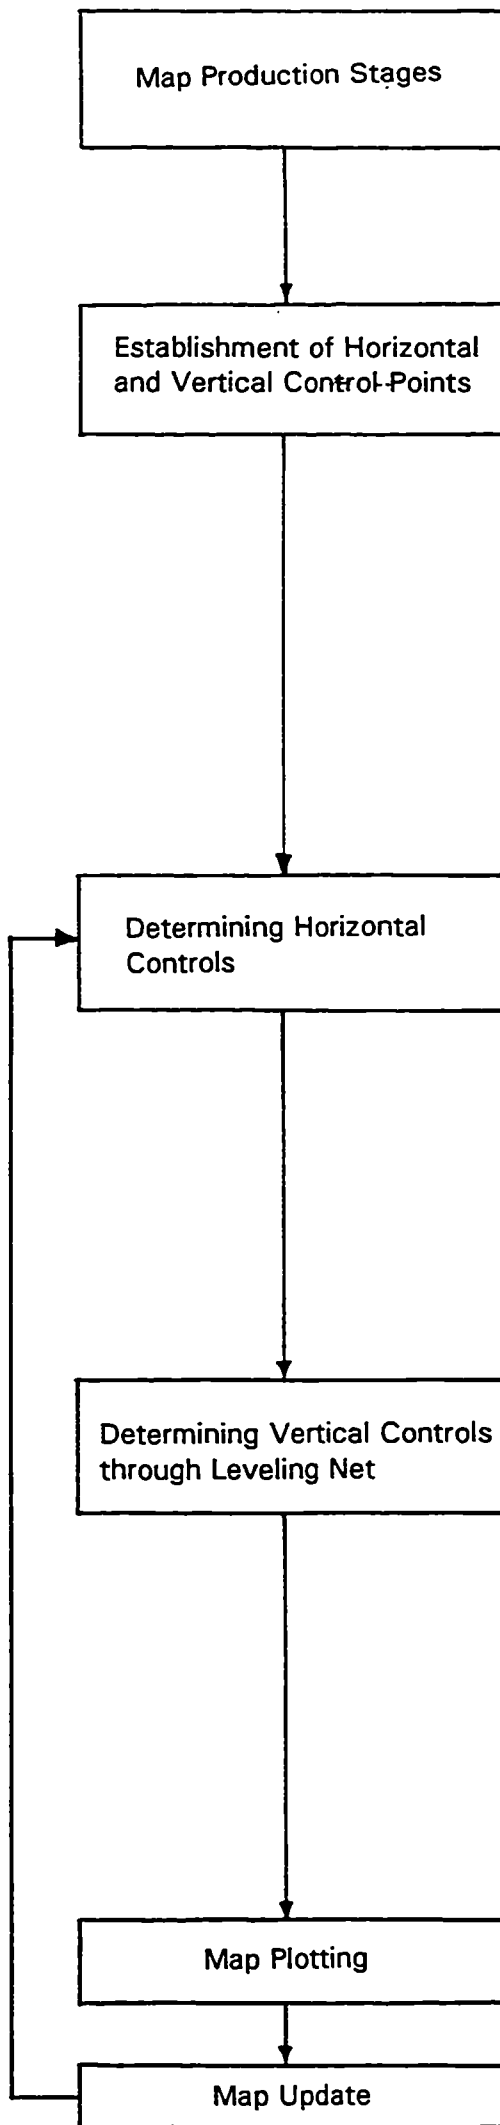 Map Production Stages
Establishment of Horizontal
and Vertical Control Points
Determining Horizontal
Controls
Determining Vertical Controls
through Leveling Net
Map Plotting
Map Update